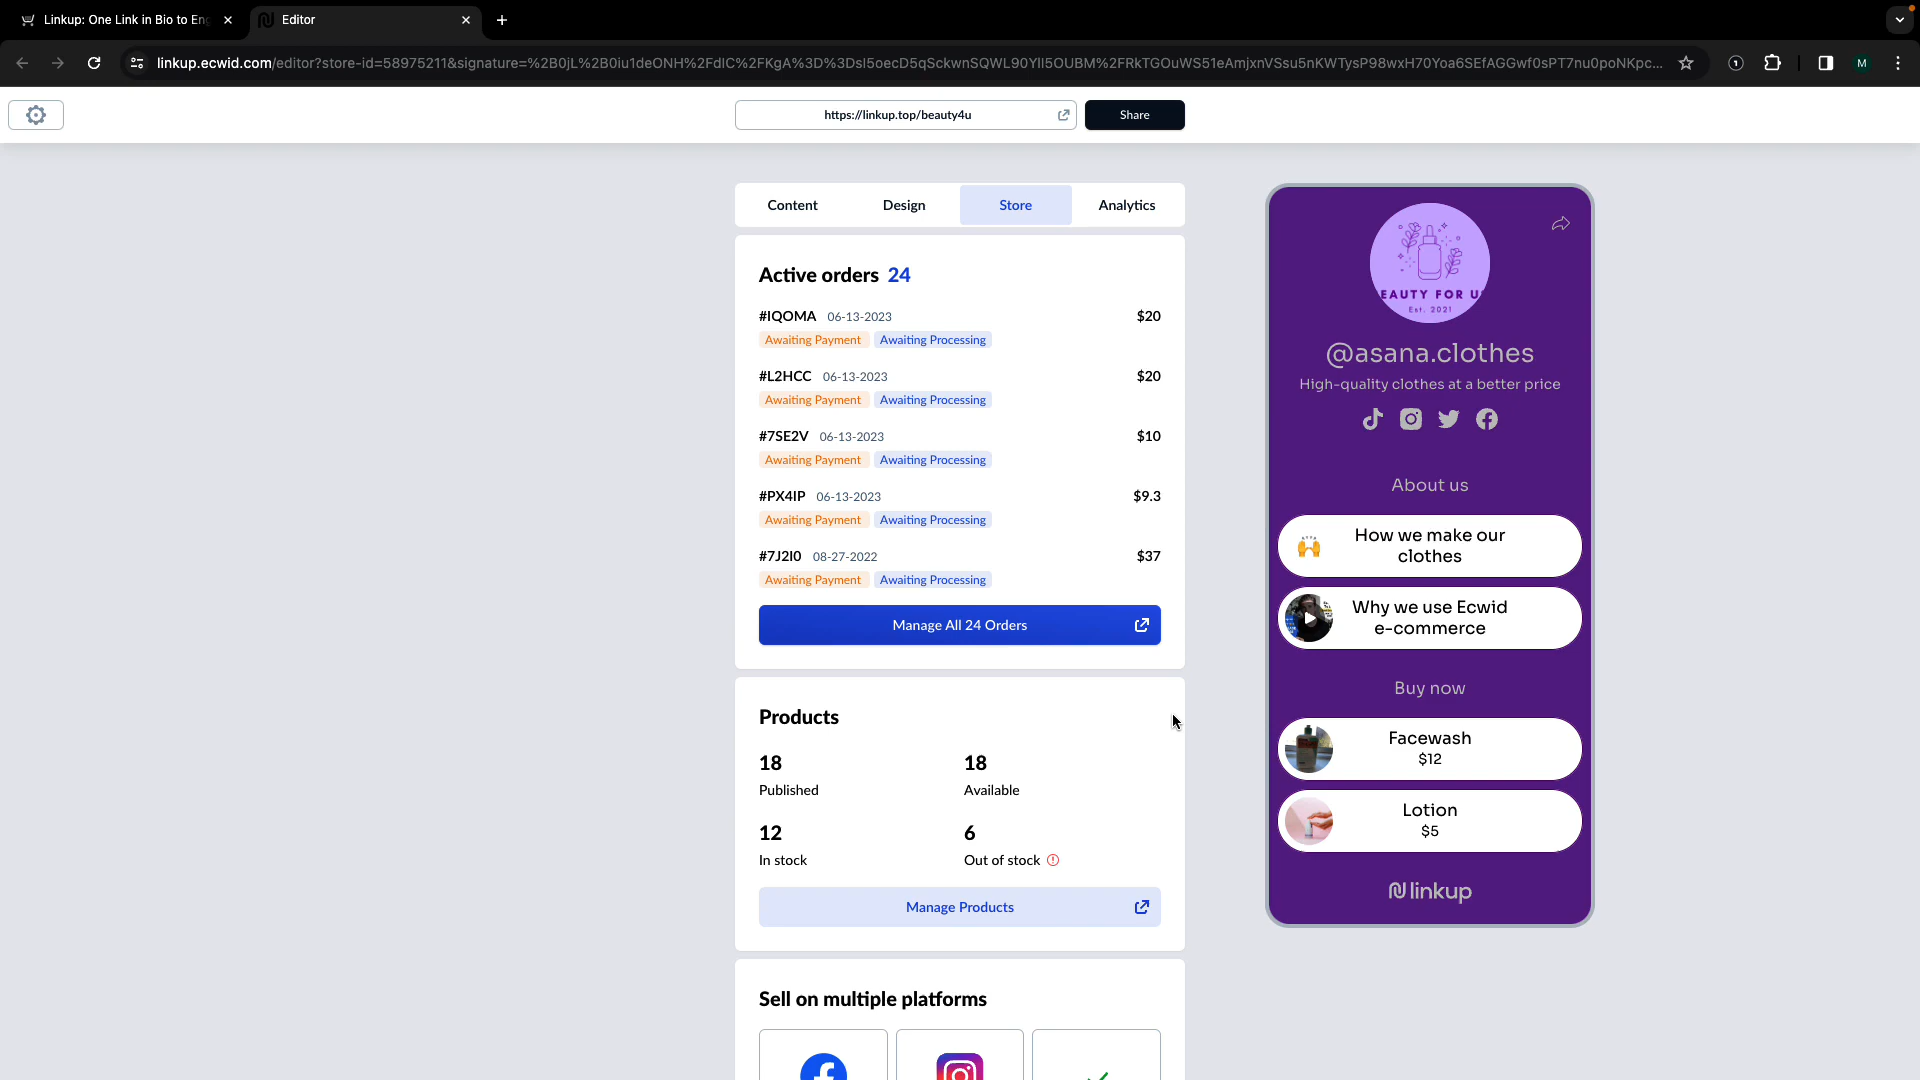 Linkup: One Link in Bio to En
Editor
linkup.ecwid.com/editor?store-id=58975211&signature=%2B0jL%2B0iu1deONH%2FdlC%2FKgA%3D%3Dsl5oecD5qSckwnSQWL90YlI5OUBM%2FRkTGOuWS51eAmjxnVSsu5nKWTysP98wxH70Yoa6SEfAGGwf0sPT7nu0poNKpc...
M
https://linkup.top/beauty4u
Share
Content
Design
Store
Analytics
Active orders 24
#IQOMA 06-13-2023 $20
Awaiting Payment Awaiting Processing
#L2HCC 06-13-2023 $20
Awaiting Payment Awaiting Processing
#7SE2V 06-13-2023 $10
Awaiting Payment Awaiting Processing
#PX4IP 06-13-2023 $9.3
Awaiting Payment Awaiting Processing
#7J2I0 08-27-2022 $37
Awaiting Payment Awaiting Processing
Manage All 24 Orders
Products
18 18
Published Available
12 6
In stock Out of stock
Manage Products
Sell on multiple platforms
EAUTY FOR U
Est. 2021
@asana.clothes
High-quality clothes at a better price
About us
How we make our
clothes
Why we use Ecwid
e-commerce
Buy now
Facewash
$12
Lotion
$5
linkup